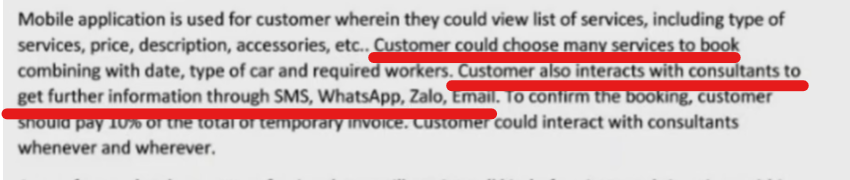 Mobile application is used for customer wherein they could view list of services, including type of
services, price, description, accessories, etc.. Customer could choose many services to book
combining with date, type of car and required workers. Customer also interacts with consultants to
get further information through SMS, WhatsApp, Zalo, Email. To confirm the booking, customer
should pay 10% of the total of temporary invoice. Customer could interact with consultants
whenever and wherever.